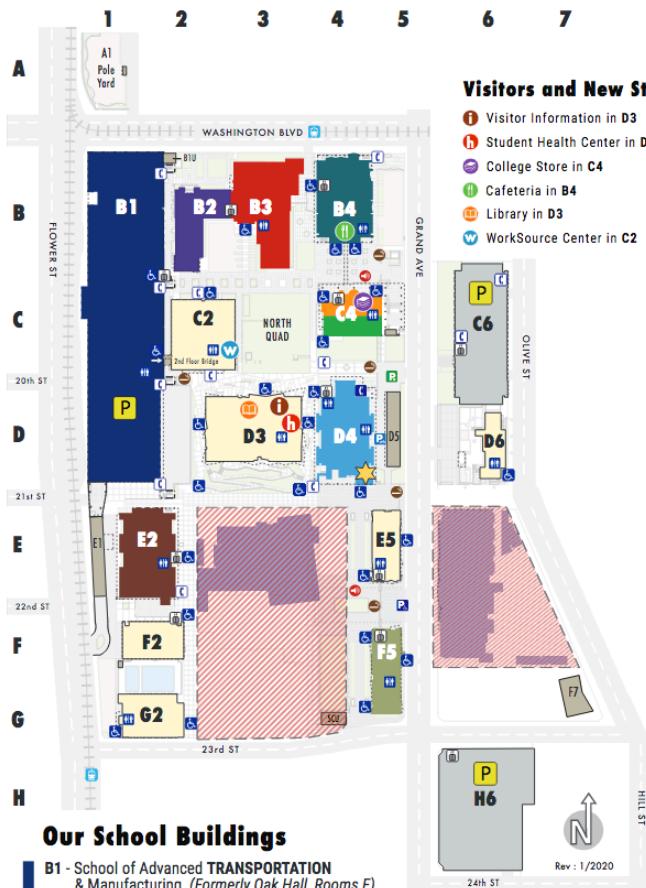 1 2 3 4 5 6 7
A
A1
Pole
Yard
Visitors and New St
i Visitor Information in D3
h Student Health Center in D
College Store in C4
Cafeteria in B4
Library in D3
W WorkSource Center in C2
WASHINGTON BLVD
B1U
B
B1
B2
B3
B4
FLOWER ST
GRAND AVE
C
C2
W
NORTH
QUAD
C4
P
C6
OLIVE ST
2nd Floor Bridge
20th ST
D
P
i
h
D3
D4
P
D5
D6
21st ST
E
E1
E2
E5
22nd ST
P
F
F2
F5
F7
G
G2
SCU
23rd ST
H
P
H6
N
HILL ST
Rev : 1/2020
24th ST
Our School Buildings
B1 - School of Advanced TRANSPORTATION
& Manufacturing (Formerly Oak Hall, Rooms F)